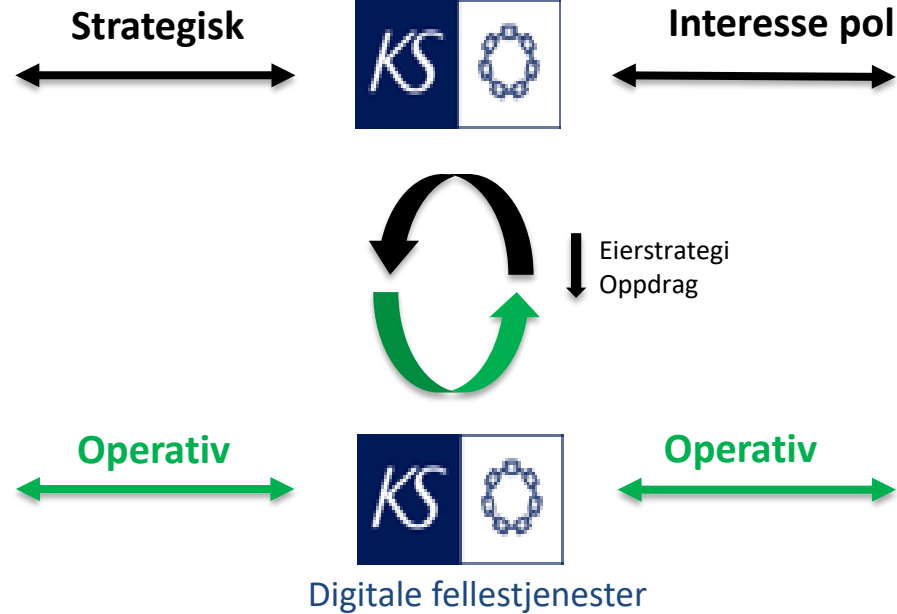 Strategisk
Interesse pol
KS
Eierstrategi
Oppdrag
Operativ
Operativ
KS
Digitale fellestjenester